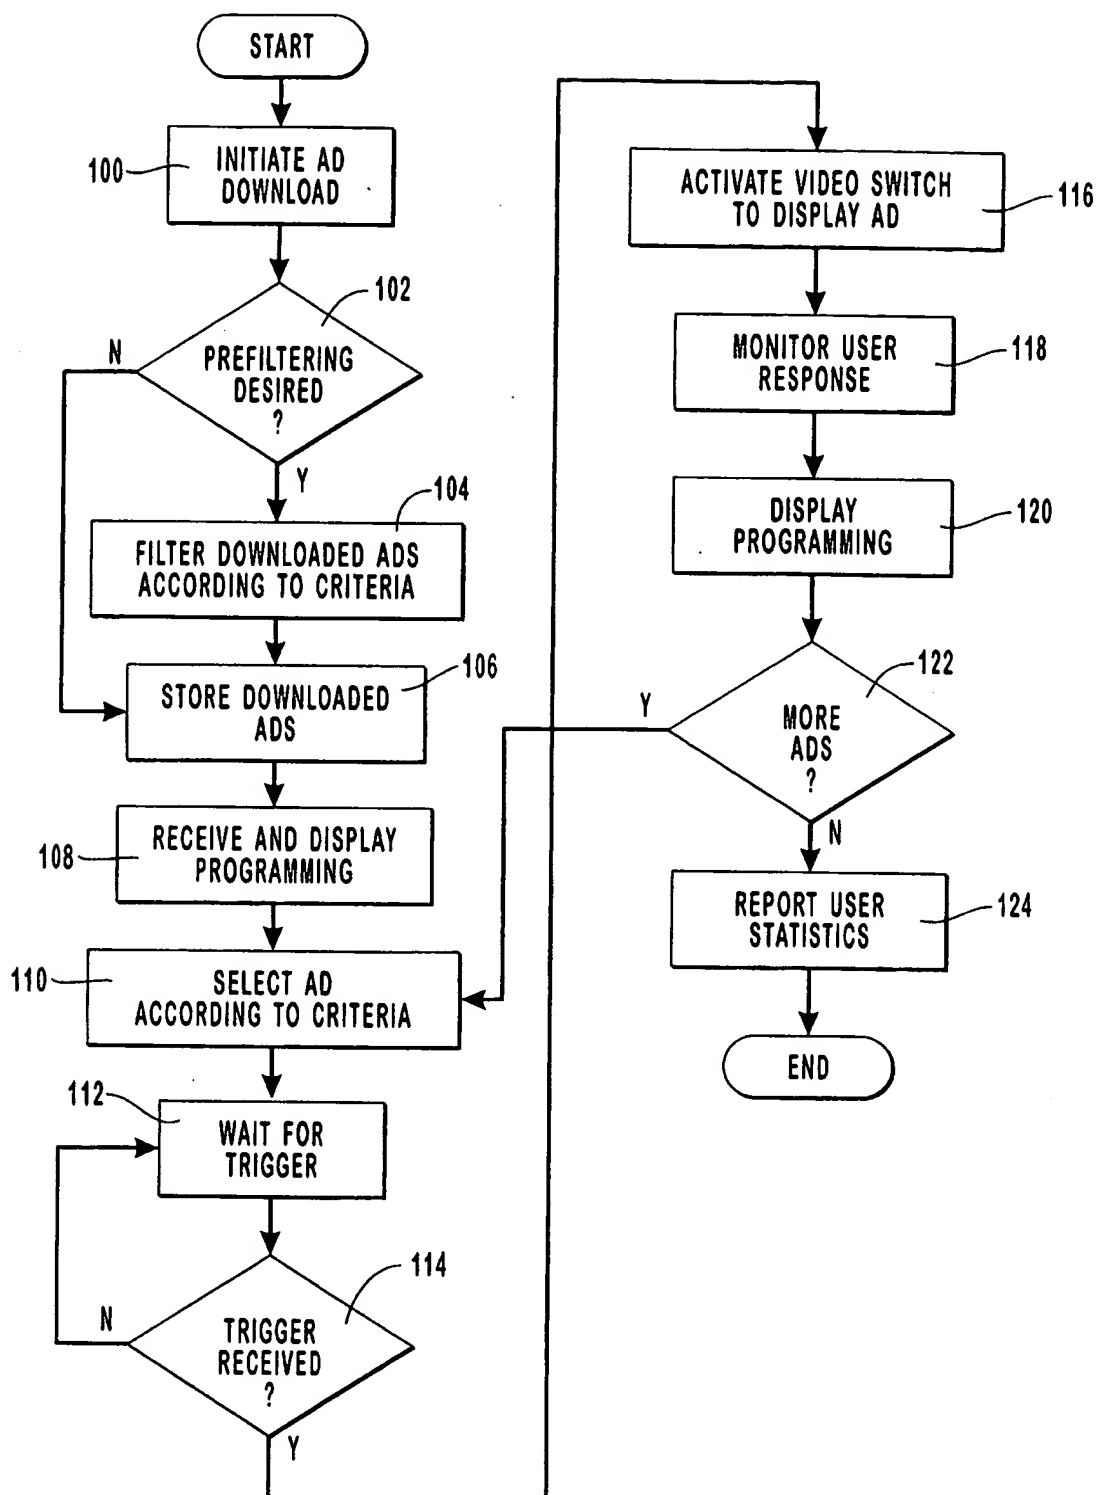 START
100
INITIATE AD
DOWNLOAD
102
N
PREFILTERING
DESIRED
?
Y
104
FILTER DOWNLOADED ADS
ACCORDING TO CRITERIA
106
STORE DOWNLOADED
ADS
108
RECEIVE AND DISPLAY
PROGRAMMING
110
SELECT AD
ACCORDING TO CRITERIA
112
WAIT FOR
TRIGGER
114
N
TRIGGER
RECEIVED
?
Y
ACTIVATE VIDEO SWITCH
TO DISPLAY AD
116
MONITOR USER
RESPONSE
118
DISPLAY
PROGRAMMING
120
122
Y
MORE
ADS
?
N
REPORT USER
STATISTICS
124
END